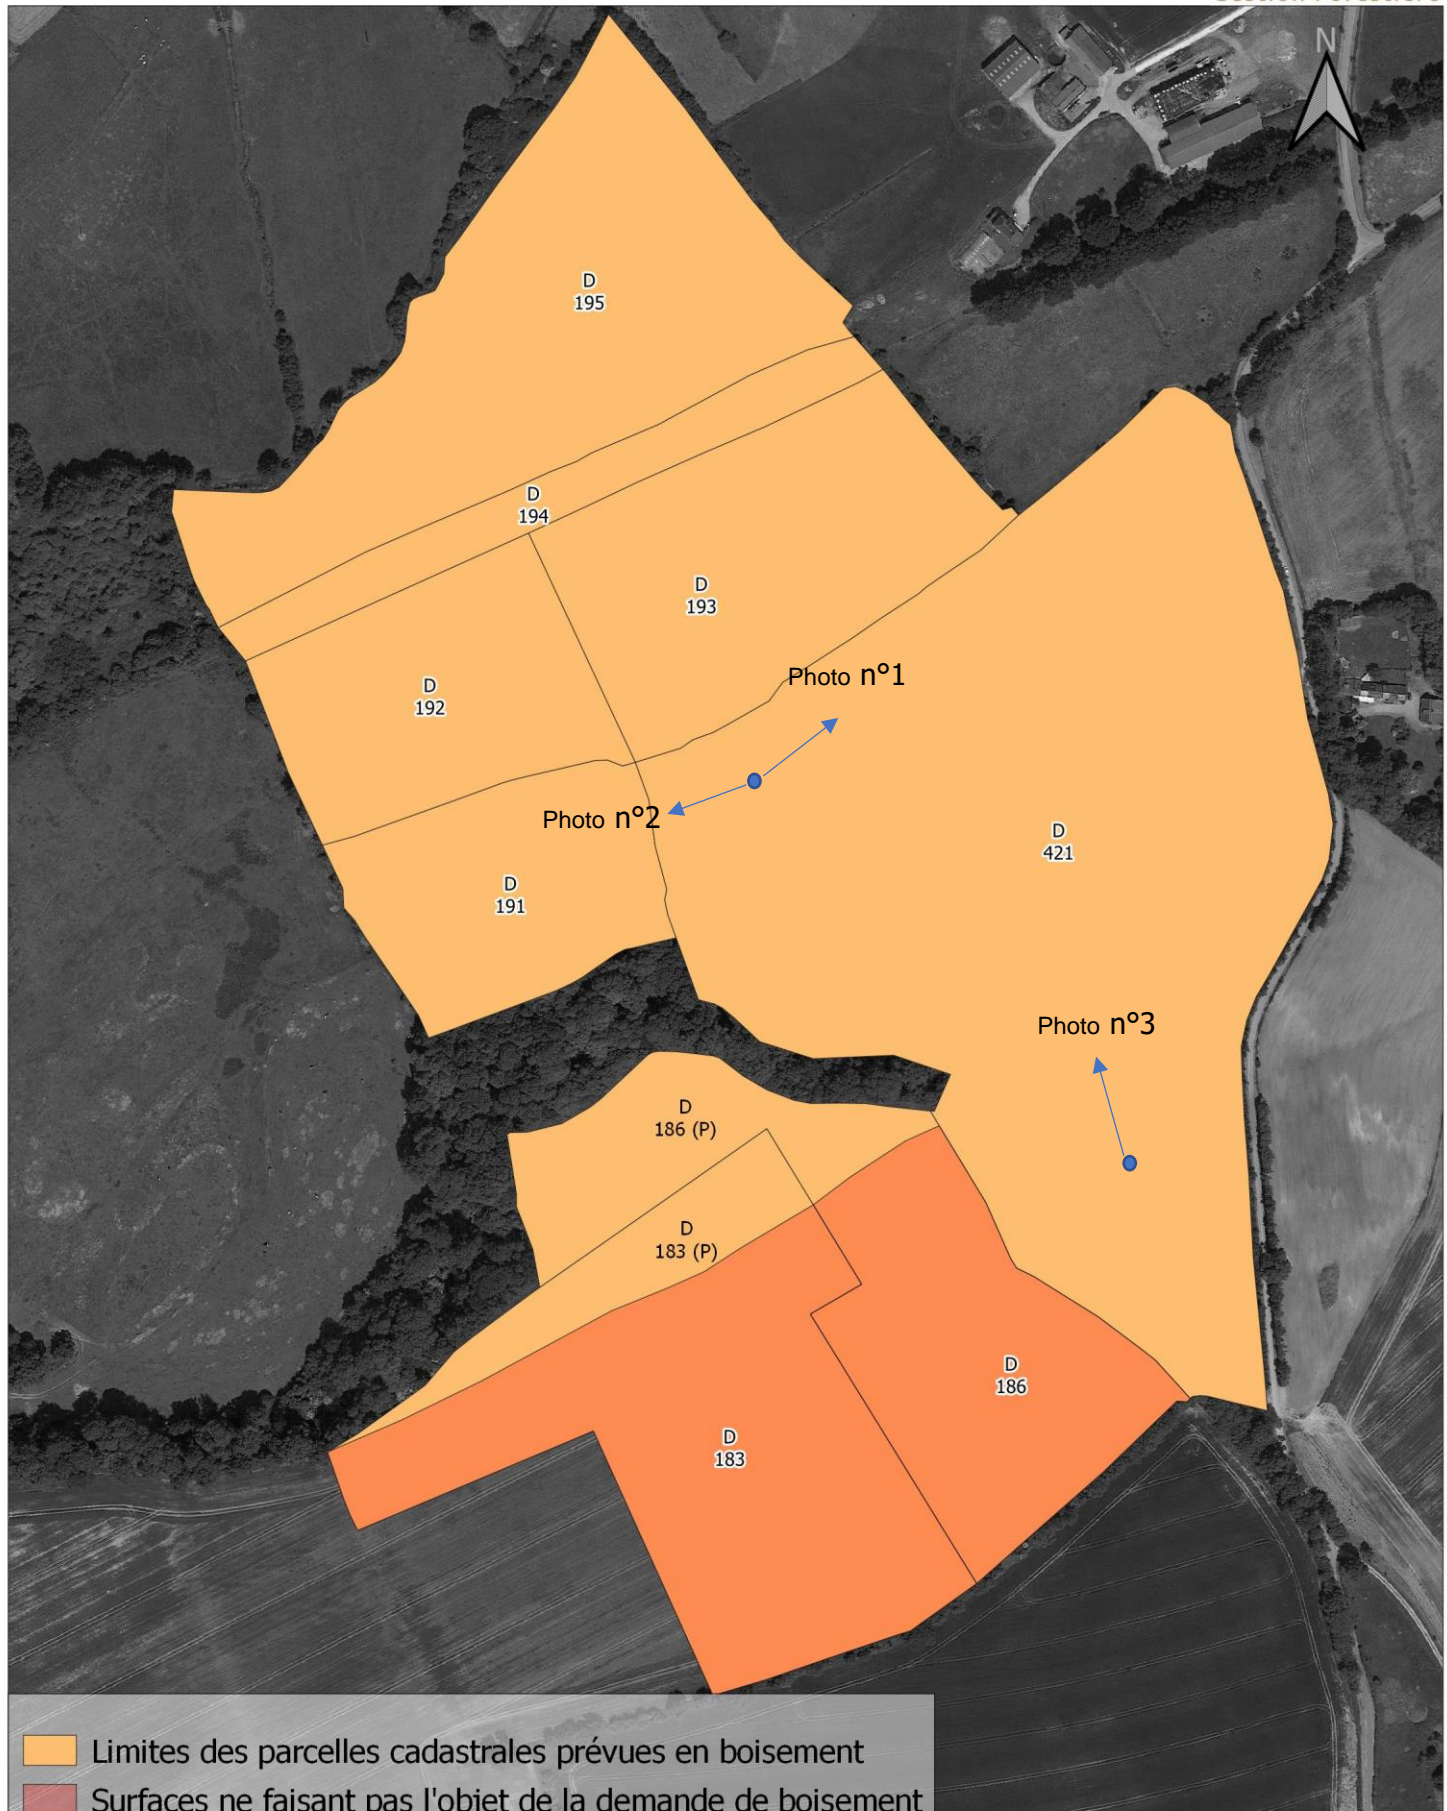 N
D
195
D
194
D
193
D
192
Photo n°1
Photo n°2
D
421
D
191
Photo n°3
D
186 (P)
D
183 (P)
D
186
D
183
Limites des parcelles cadastrales prévues en boisement
Surfaces ne faisant pas l'objet de la demande de boisement